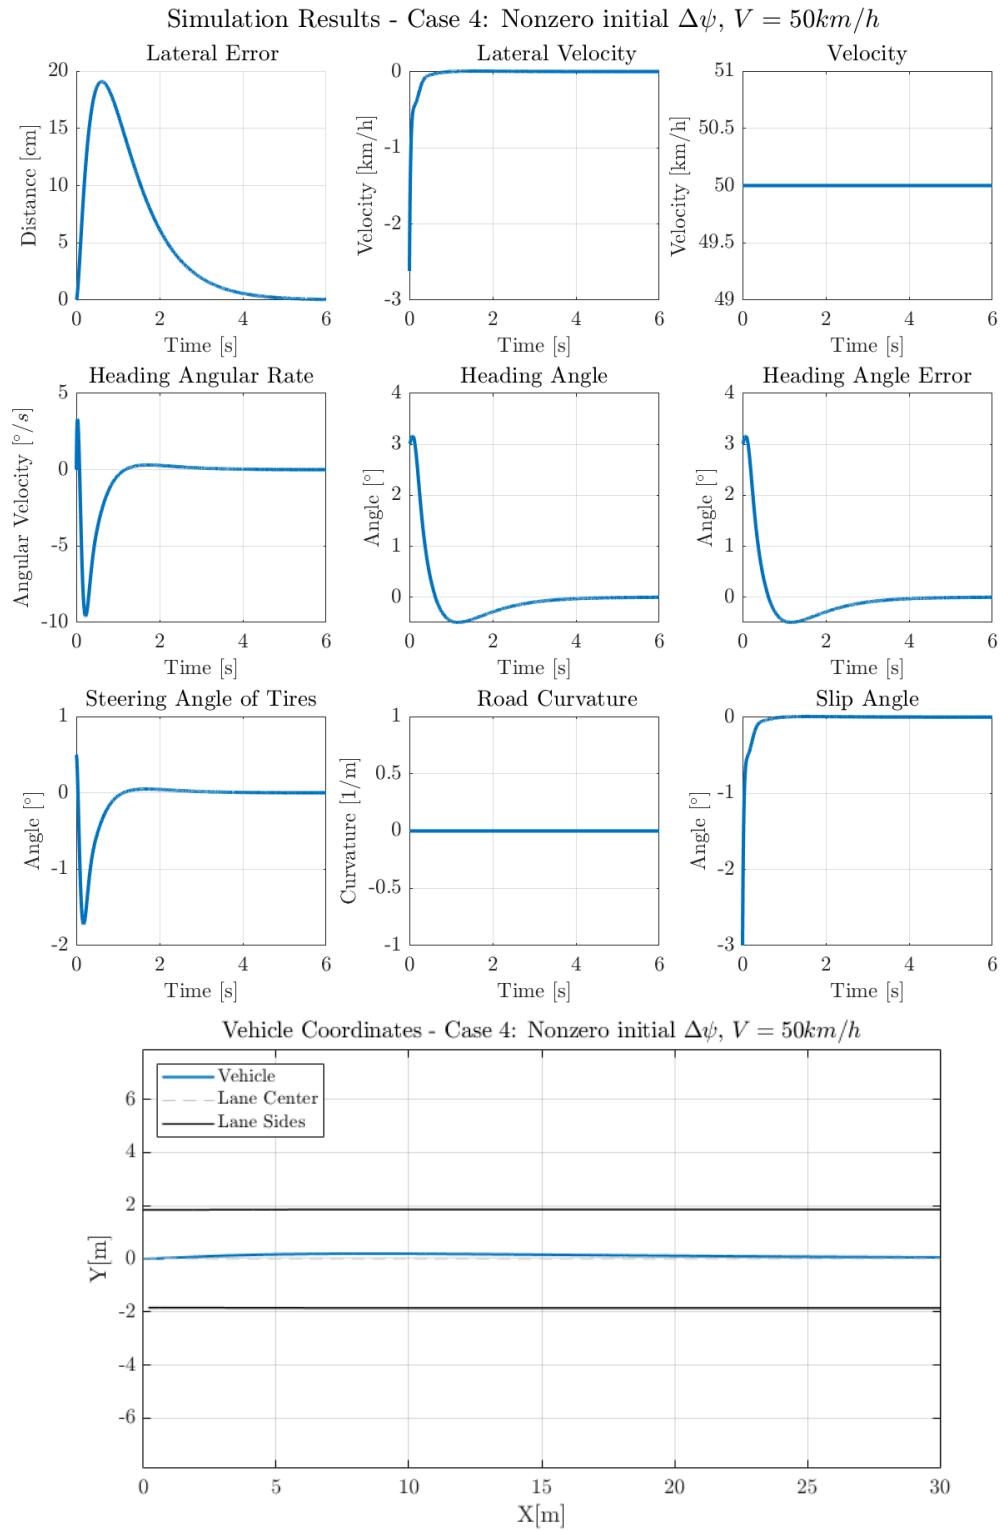 Simulation Results - Case 4: Nonzero initial Δψ, V = 50km/h
Lateral Error
Distance [cm]
20
15
10
5
0
0 2 4 6
Time [s]
Lateral Velocity
Velocity [km/h]
0
-1
-2
-3
0 2 4 6
Time [s]
Velocity
Velocity [km/h]
51
50.5
50
49.5
49
0 2 4 6
Time [s]
Heading Angular Rate
Angular Velocity [°/s]
5
0
-5
-10
0 2 4 6
Time [s]
Heading Angle
Angle [°]
4
3
2
1
0
0 2 4 6
Time [s]
Heading Angle Error
Angle [°]
4
3
2
1
0
0 2 4 6
Time [s]
Steering Angle of Tires
Angle [°]
1
0
-1
-2
0 2 4 6
Time [s]
Road Curvature
Curvature [1/m]
1
0.5
0
-0.5
-1
0 2 4 6
Time [s]
Slip Angle
Angle [°]
0
-1
-2
-3
0 2 4 6
Time [s]
Vehicle Coordinates - Case 4: Nonzero initial Δψ, V = 50km/h
Vehicle
Lane Center
Lane Sides
Y[m]
6
4
2
0
-2
-4
-6
0 5 10 15 20 25 30
X[m]